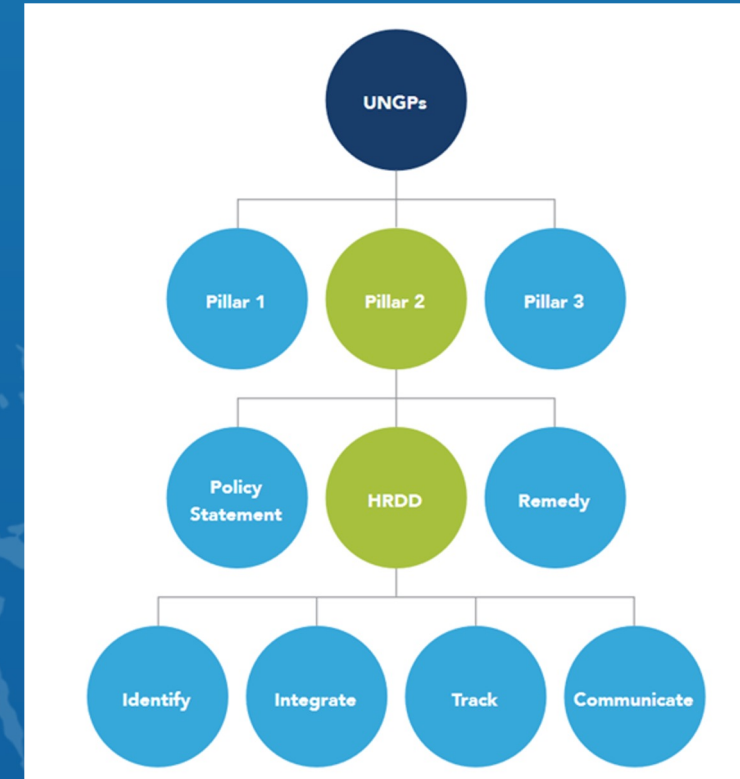 UNGPs
Pillar 1
Pillar 2
Pillar 3
Policy
Statement
HRDD
Remedy
Identify
Integrate
Track
Communicate